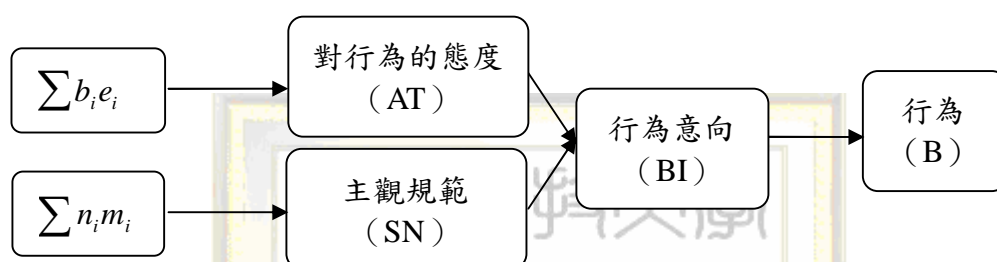 ∑ bᵢeᵢ
對行為的態度
（AT）
∑ nᵢmᵢ
主觀規範
（SN）
行為意向
（BI）
行為
（B）